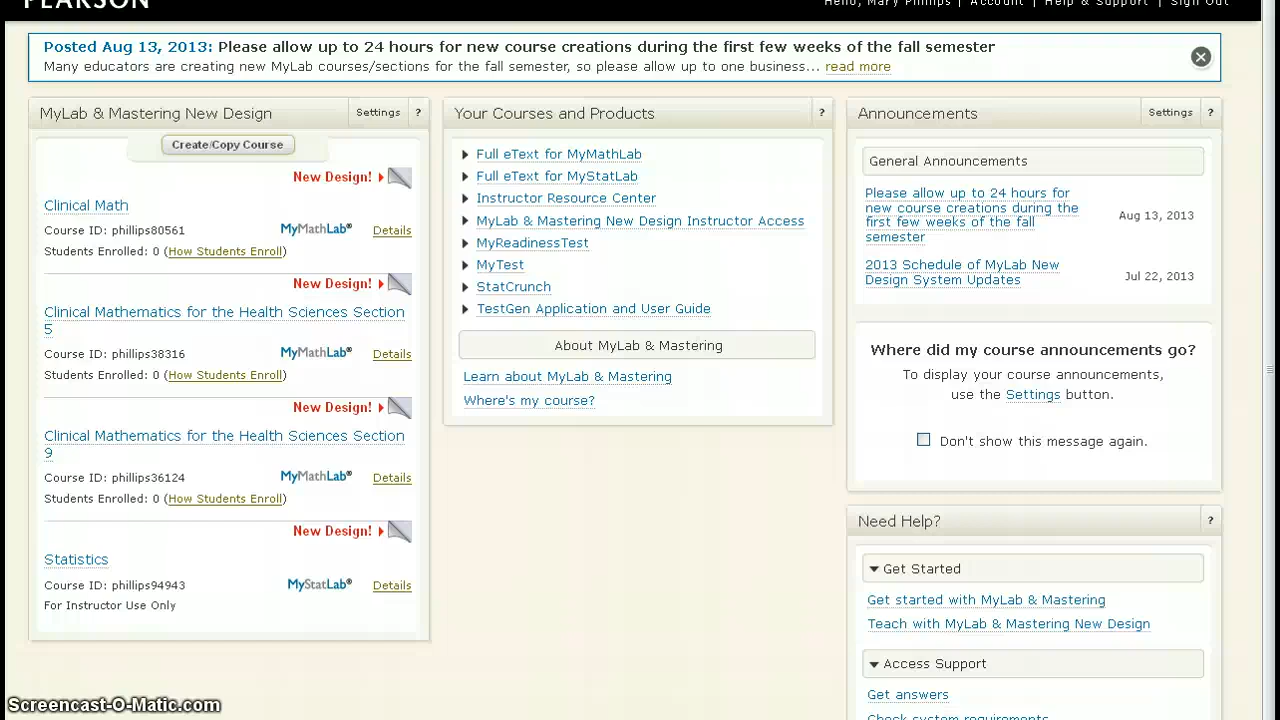 PEARSON
Hello, Mary Phillips | Account | Help & Support | Sign Out
Posted Aug 13, 2013: Please allow up to 24 hours for new course creations during the first few weeks of the fall semester
Many educators are creating new MyLab courses/sections for the fall semester, so please allow up to one business... read more
MyLab & Mastering New Design
Settings
?
Create/Copy Course
New Design!
Clinical Math
Course ID: phillips80561
MyMathLab®
Details
Students Enrolled: 0 (How Students Enroll)
New Design!
Clinical Mathematics for the Health Sciences Section
5
Course ID: phillips38316
MyMathLab®
Details
Students Enrolled: 0 (How Students Enroll)
New Design!
Clinical Mathematics for the Health Sciences Section
9
Course ID: phillips36124
MyMathLab®
Details
Students Enrolled: 0 (How Students Enroll)
New Design!
Statistics
Course ID: phillips94943
MyStatLab®
Details
For Instructor Use Only
Your Courses and Products
?
Full eText for MyMathLab
Full eText for MyStatLab
Instructor Resource Center
MyLab & Mastering New Design Instructor Access
MyReadinessTest
MyTest
StatCrunch
TestGen Application and User Guide
About MyLab & Mastering
Learn about MyLab & Mastering
Where's my course?
Announcements
Settings
?
General Announcements
Please allow up to 24 hours for
new course creations during the
first few weeks of the fall
semester
Aug 13, 2013
2013 Schedule of MyLab New
Design System Updates
Jul 22, 2013
Where did my course announcements go?
To display your course announcements,
use the Settings button.
Don't show this message again.
Need Help?
?
Get Started
Get started with MyLab & Mastering
Teach with MyLab & Mastering New Design
Access Support
Get answers
Check system requirements
Screencast-O-Matic.com